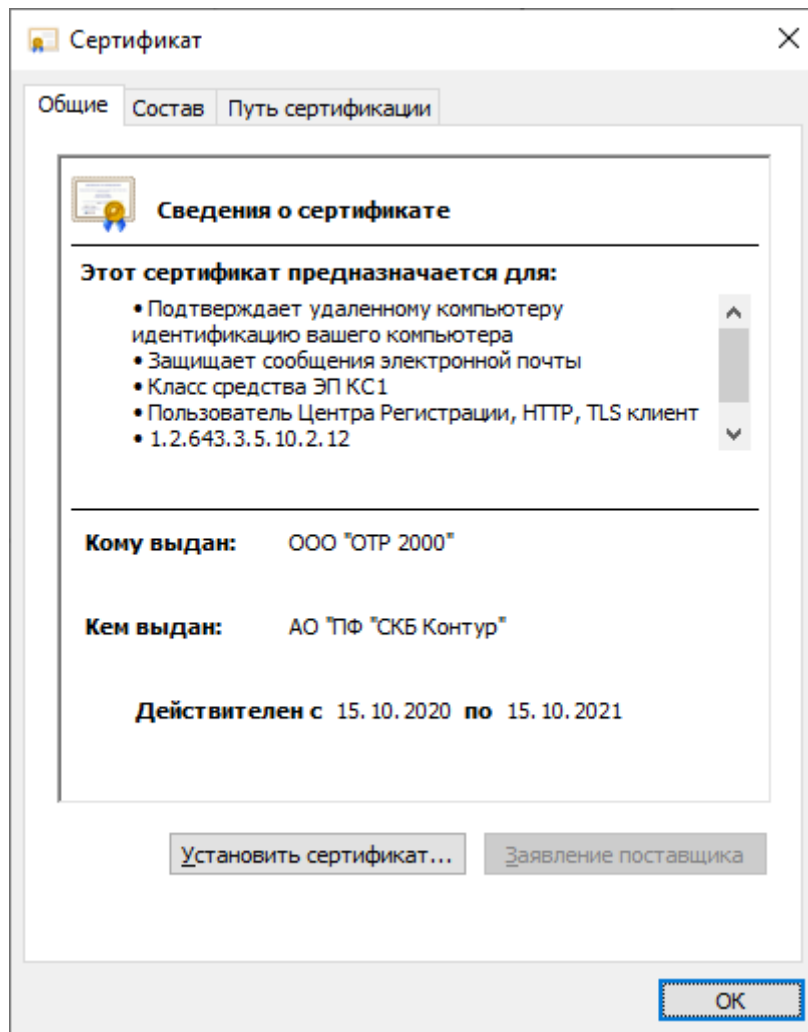 Сертификат
Общие Состав Путь сертификации
Сведения о сертификате
Этот сертификат предназначается для:
• Подтверждает удаленному компьютеру
идентификацию вашего компьютера
• Защищает сообщения электронной почты
• Класс средства ЭП КС1
• Пользователь Центра Регистрации, HTTP, TLS клиент
• 1.2.643.3.5.10.2.12
Кому выдан: ООО "ОТР 2000"
Кем выдан: АО "ПФ "СКБ Контур"
Действителен с 15.10.2020 по 15.10.2021
Установить сертификат... Заявление поставщика
ОК